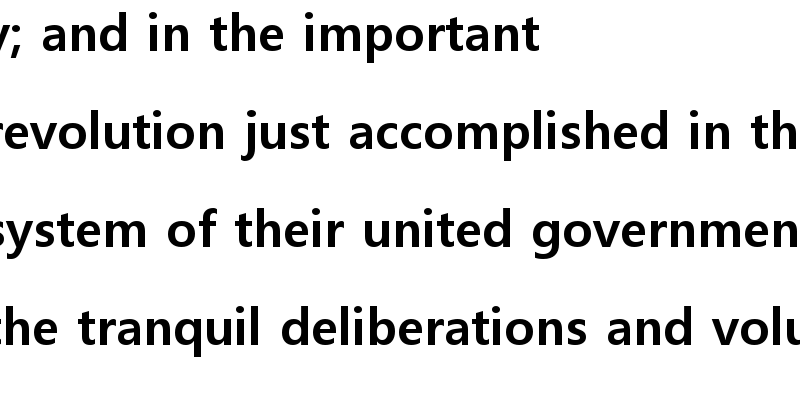 y; and in the important
revolution just accomplished in th
system of their united governmen
the tranquil deliberations and volu